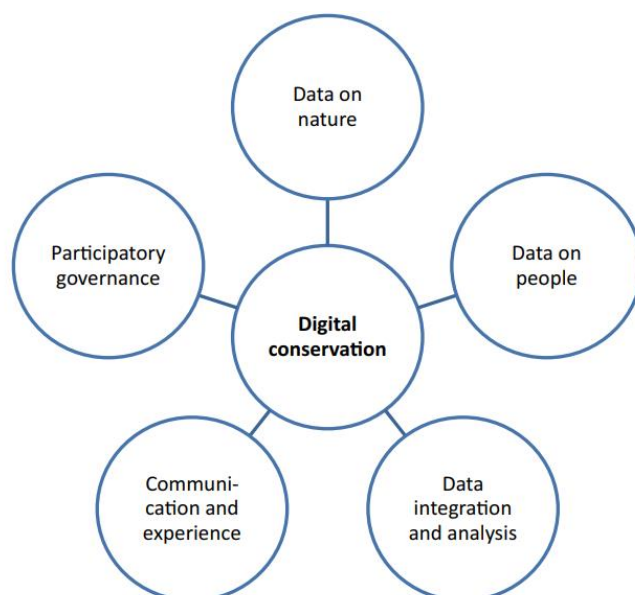 Data on
nature
Participatory
governance
Data on
people
Digital
conservation
Communi-
cation and
experience
Data
integration
and analysis